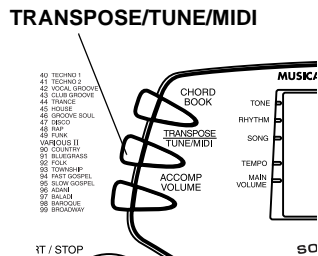 TRANSPOSE/TUNE/MIDI
40 TECHNO 1
41 TECHNO 2
42 VOCAL GROOVE
43 CLUB GROOVE
44 TRANCE
45 HOUSE
46 GROOVE SOUL
47 DISCO
48 RAP
49 FUNK
VARIOUS II
90 COUNTRY
91 BLUEGRASS
92 FOLK
93 TOWNSHIP
94 FAST GOSPEL
95 SLOW GOSPEL
96 ADANI
97 BALADI
98 BAROQUE
99 BROADWAY
RT / STOP
CHORD
BOOK
TRANSPOSE
TUNE/MIDI
ACCOMP
VOLUME
MUSICA
TONE
RHYTHM
SONG
TEMPO
MAIN
VOLUME
SO